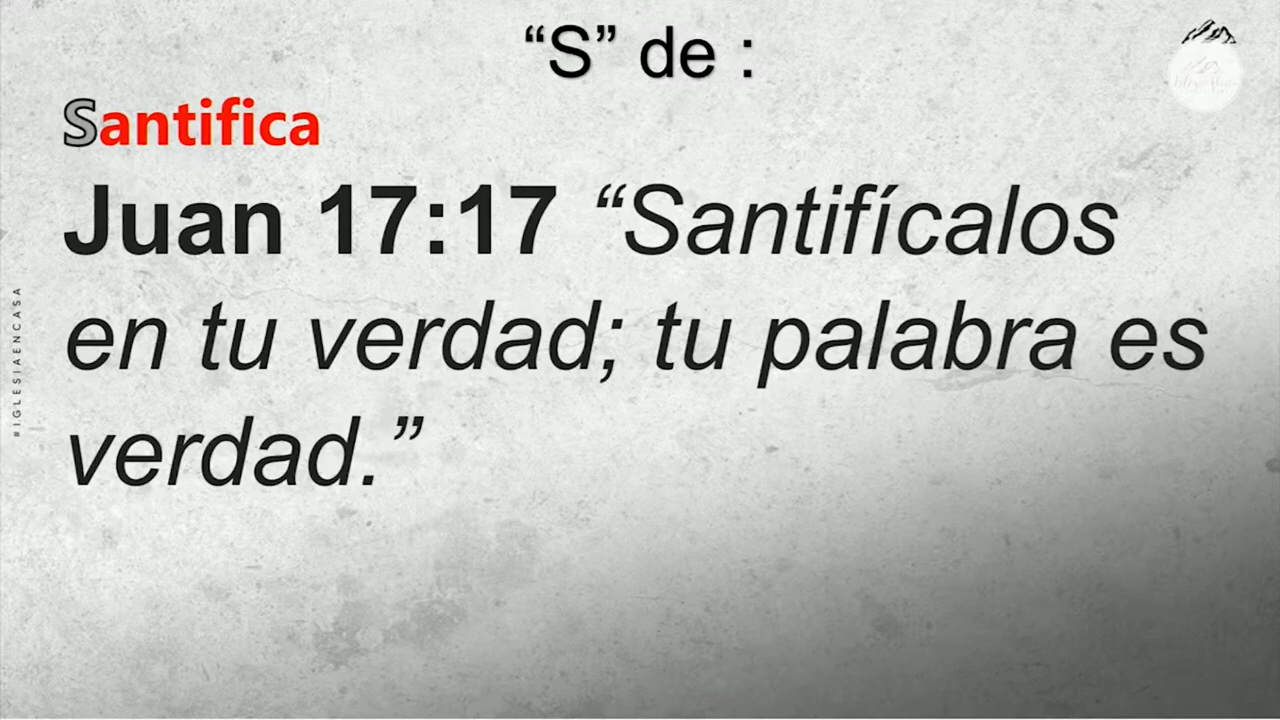 “S” de :
Santifica
Juan 17:17 “Santifícalos
en tu verdad; tu palabra es
verdad.”
#IGLESIAENCASA